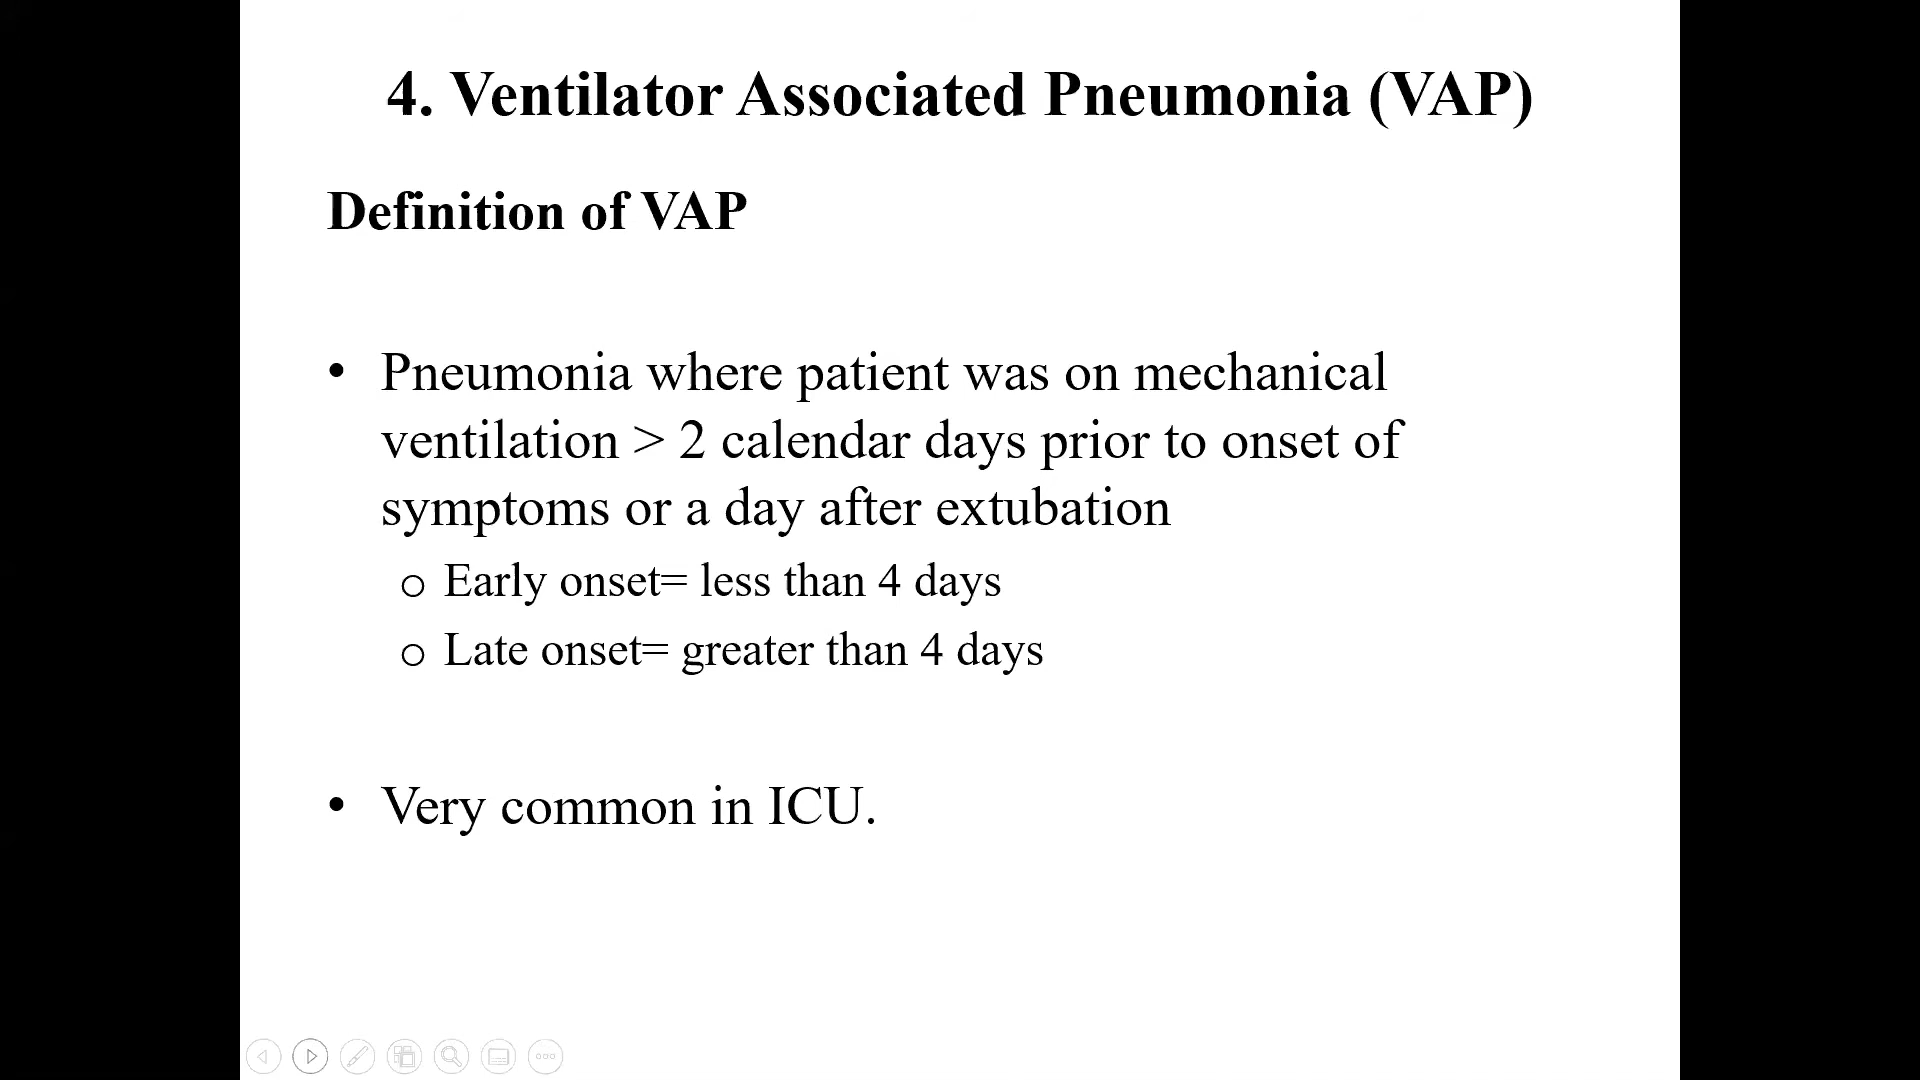 4. Ventilator Associated Pneumonia (VAP)
Definition of VAP
• Pneumonia where patient was on mechanical
ventilation > 2 calendar days prior to onset of
symptoms or a day after extubation
o Early onset= less than 4 days
o Late onset= greater than 4 days
• Very common in ICU.